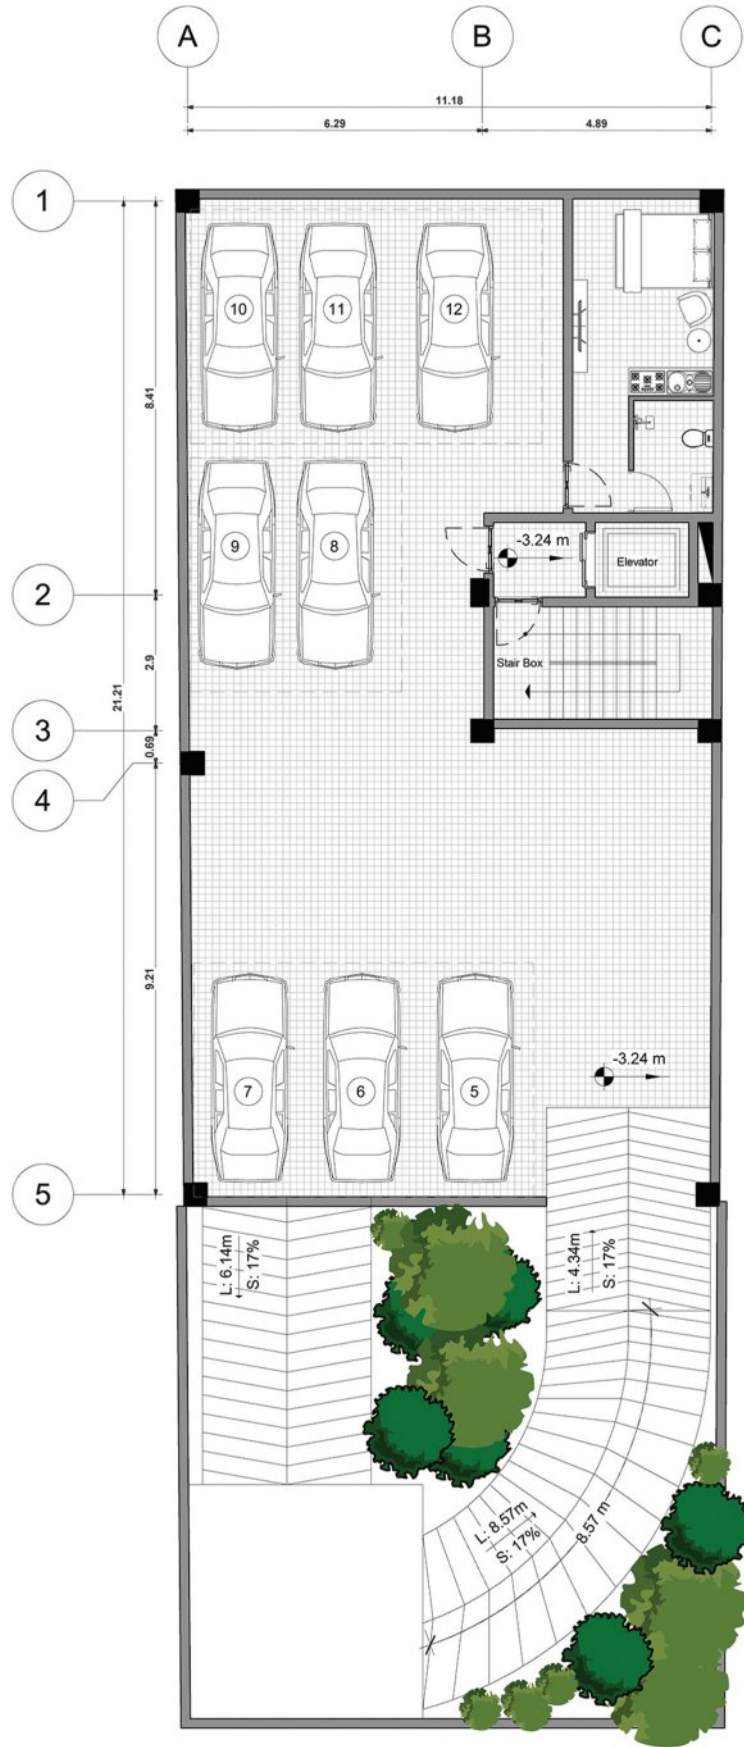 A
B
C
11.18
6.29
4.89
1
10
11
12
8.41
9
8
-3.24 m
Elevator
2
2.9
Stair Box
21.21
3
0.69
4
9.21
-3.24 m
7
6
5
5
L: 6.14m
S: 17%
L: 4.34m
S: 17%
L: 8.57m
S: 17%
8.57 m